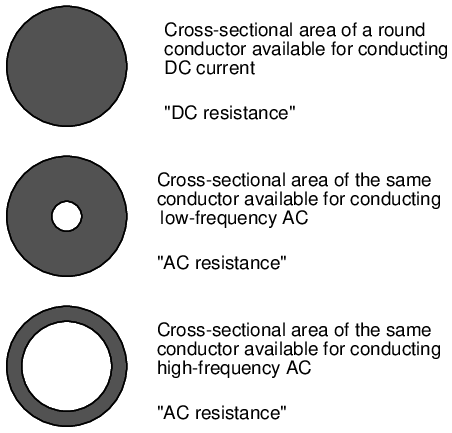 Cross-sectional area of a round
conductor available for conducting
DC current
"DC resistance"
Cross-sectional area of the same
conductor available for conducting
low-frequency AC
"AC resistance"
Cross-sectional area of the same
conductor available for conducting
high-frequency AC
"AC resistance"